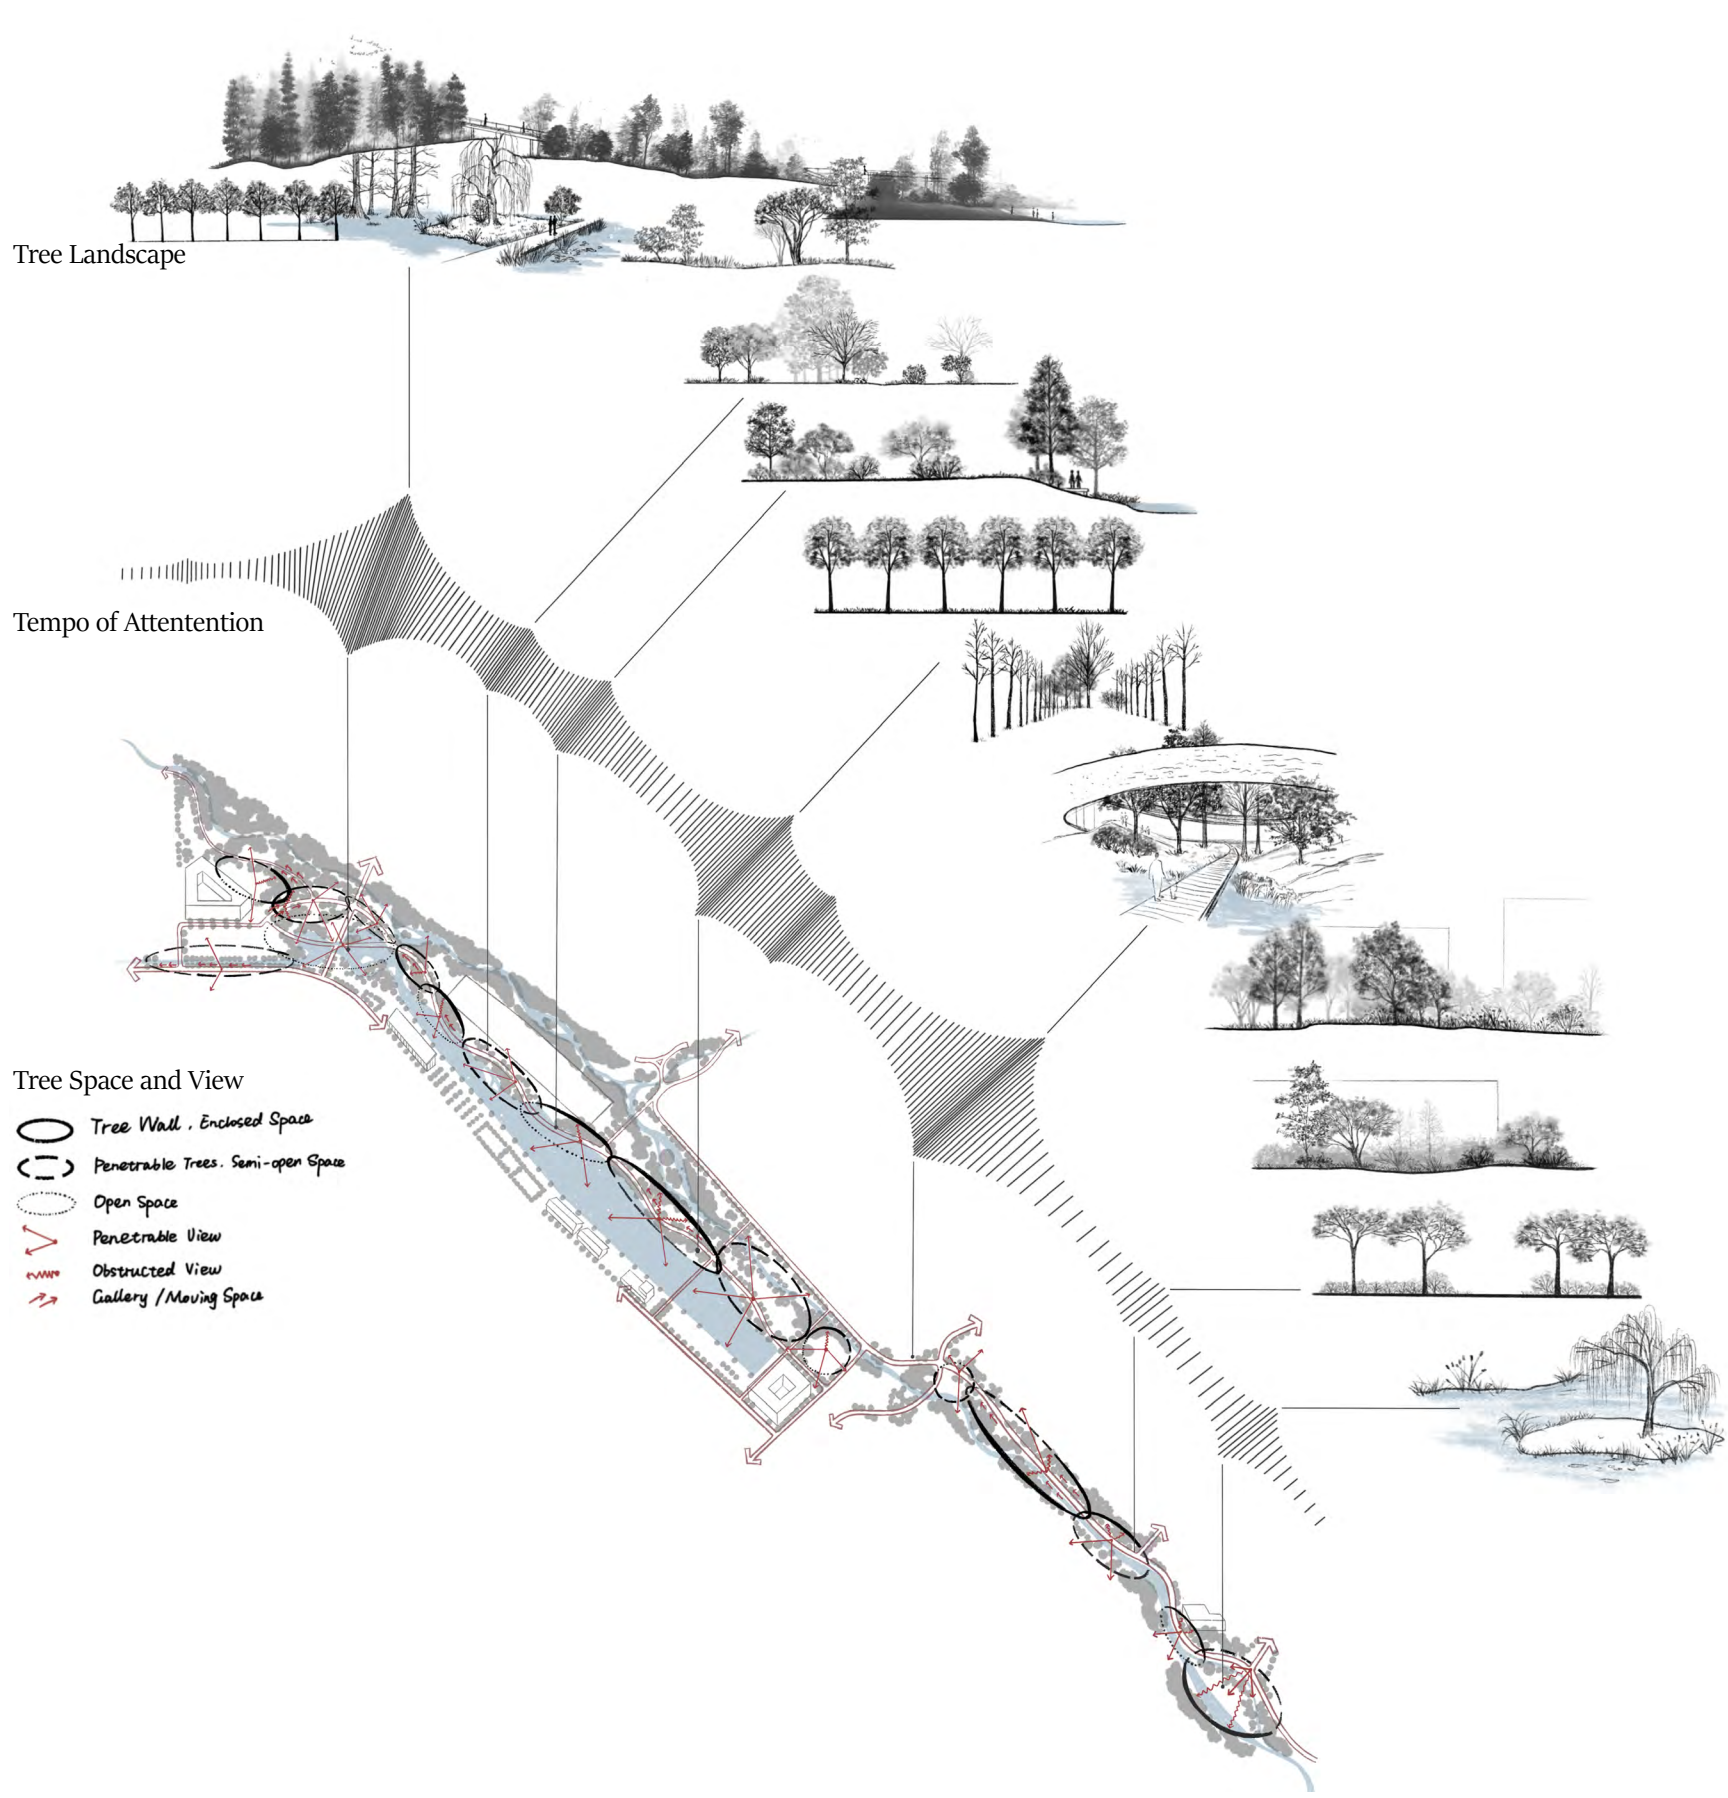 Tree Landscape
Tempo of Attentention
Tree Space and View
Tree Wall. Enclosed Space
Penetrable Trees. Semi-open Space
Open Space
Penetrable View
Obstructed View
Gallery / Moving Space